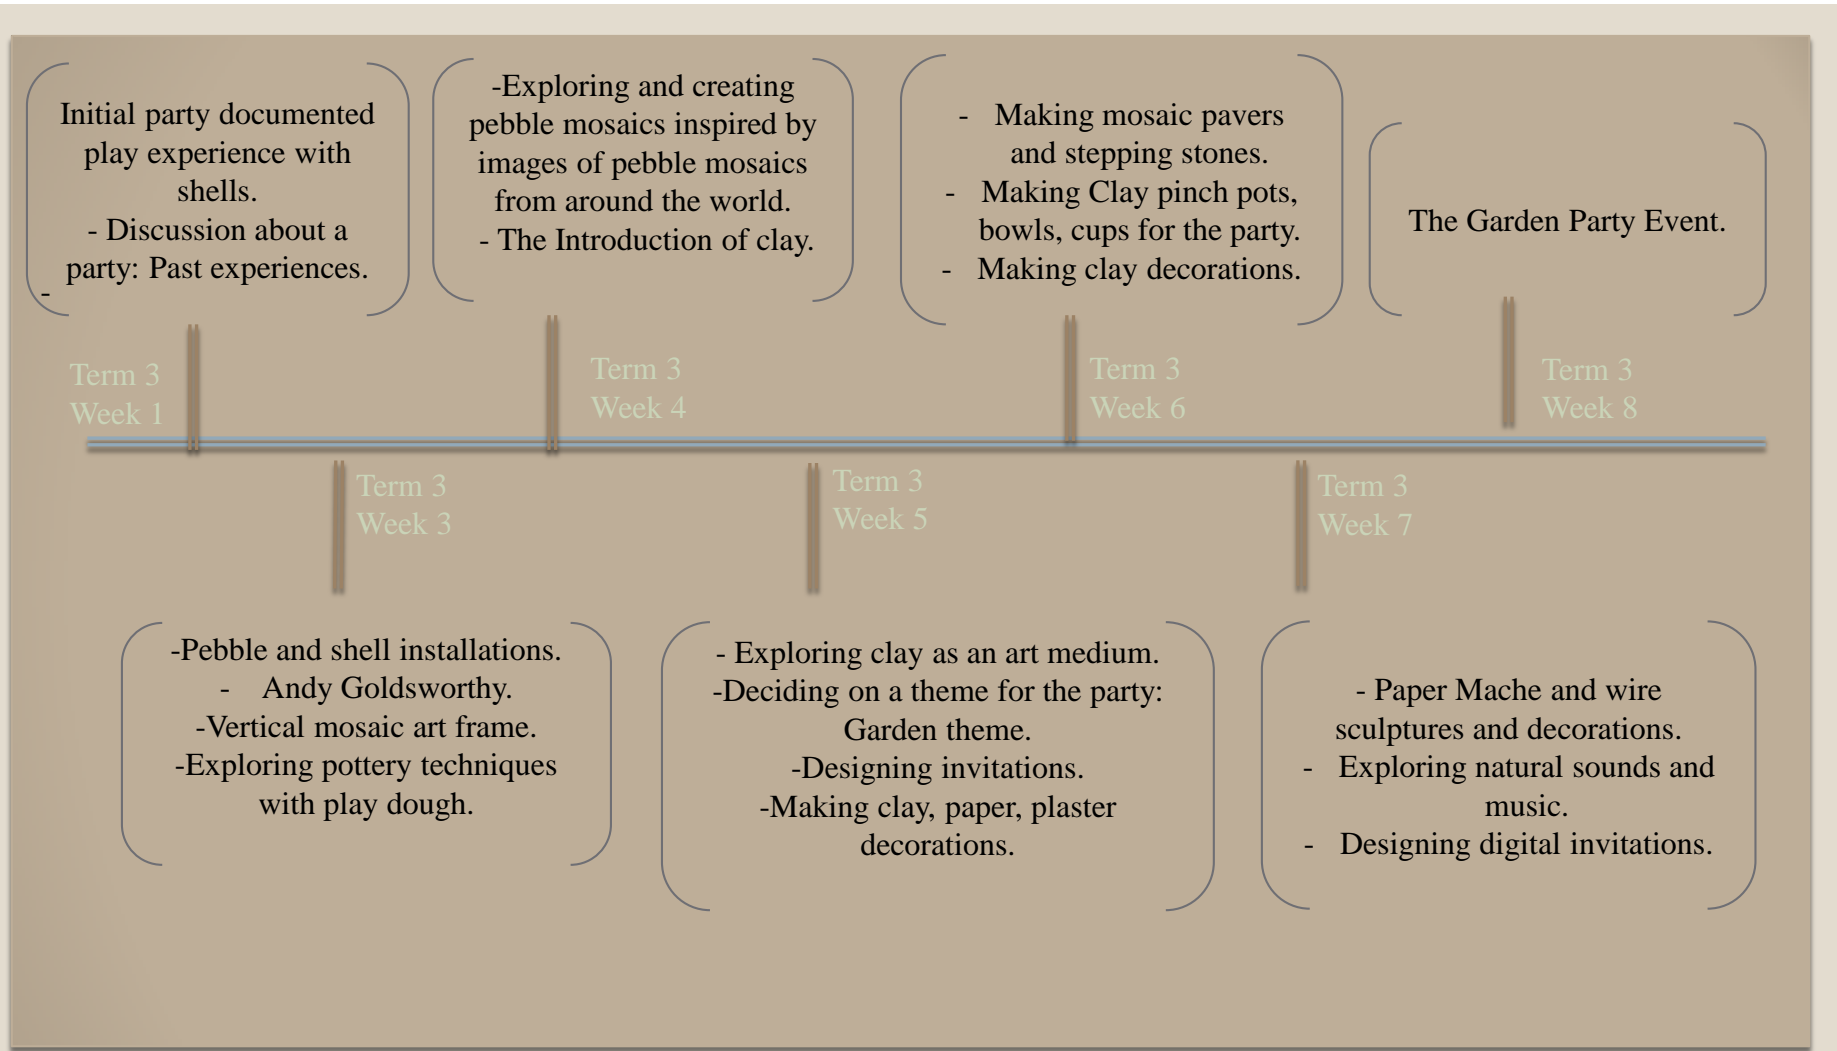 Initial party documented
play experience with
shells.
- Discussion about a
party: Past experiences.
-
-Exploring and creating
pebble mosaics inspired by
images of pebble mosaics
from around the world.
- The Introduction of clay.
- Making mosaic pavers
and stepping stones.
- Making Clay pinch pots,
bowls, cups for the party.
- Making clay decorations.
The Garden Party Event.
Term 3
Week 1
Term 3
Week 4
Term 3
Week 6
Term 3
Week 8
Term 3
Week 3
Term 3
Week 5
Term 3
Week 7
-Pebble and shell installations.
- Andy Goldsworthy.
-Vertical mosaic art frame.
-Exploring pottery techniques
with play dough.
- Exploring clay as an art medium.
-Deciding on a theme for the party:
Garden theme.
-Designing invitations.
-Making clay, paper, plaster
decorations.
- Paper Mache and wire
sculptures and decorations.
- Exploring natural sounds and
music.
- Designing digital invitations.